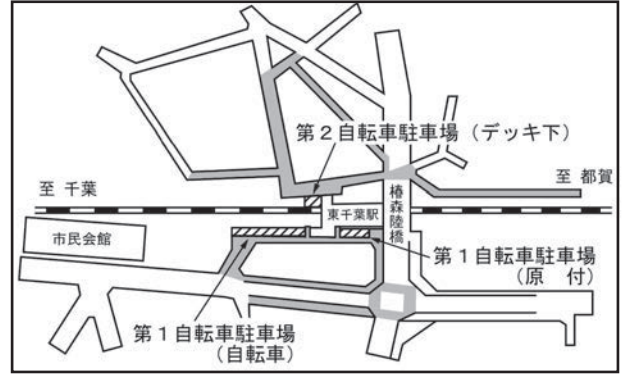 第2自転車駐車場（デッキ下）
至 千葉
至 都賀
東千葉駅
椿森陸橋
市民会館
第1自転車駐車場
（原　付）
第1自転車駐車場
（自転車）